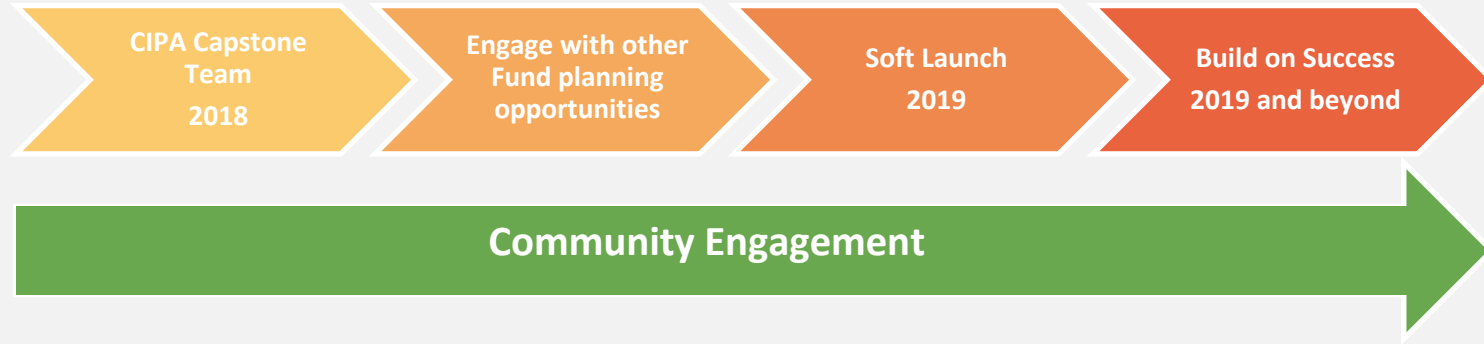 CIPA Capstone
Team
2018
Engage with other
Fund planning
opportunities
Soft Launch
2019
Build on Success
2019 and beyond
Community Engagement